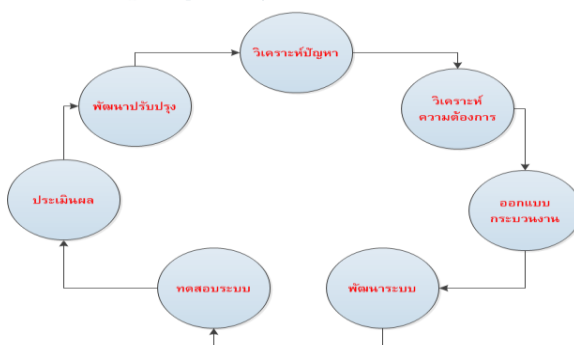 วิเคราะห์ปัญหา
วิเคราะห์
ความต้องการ
ออกแบบ
กระบวนงาน
พัฒนาระบบ
ทดสอบระบบ
ประเมินผล
พัฒนาปรับปรุง